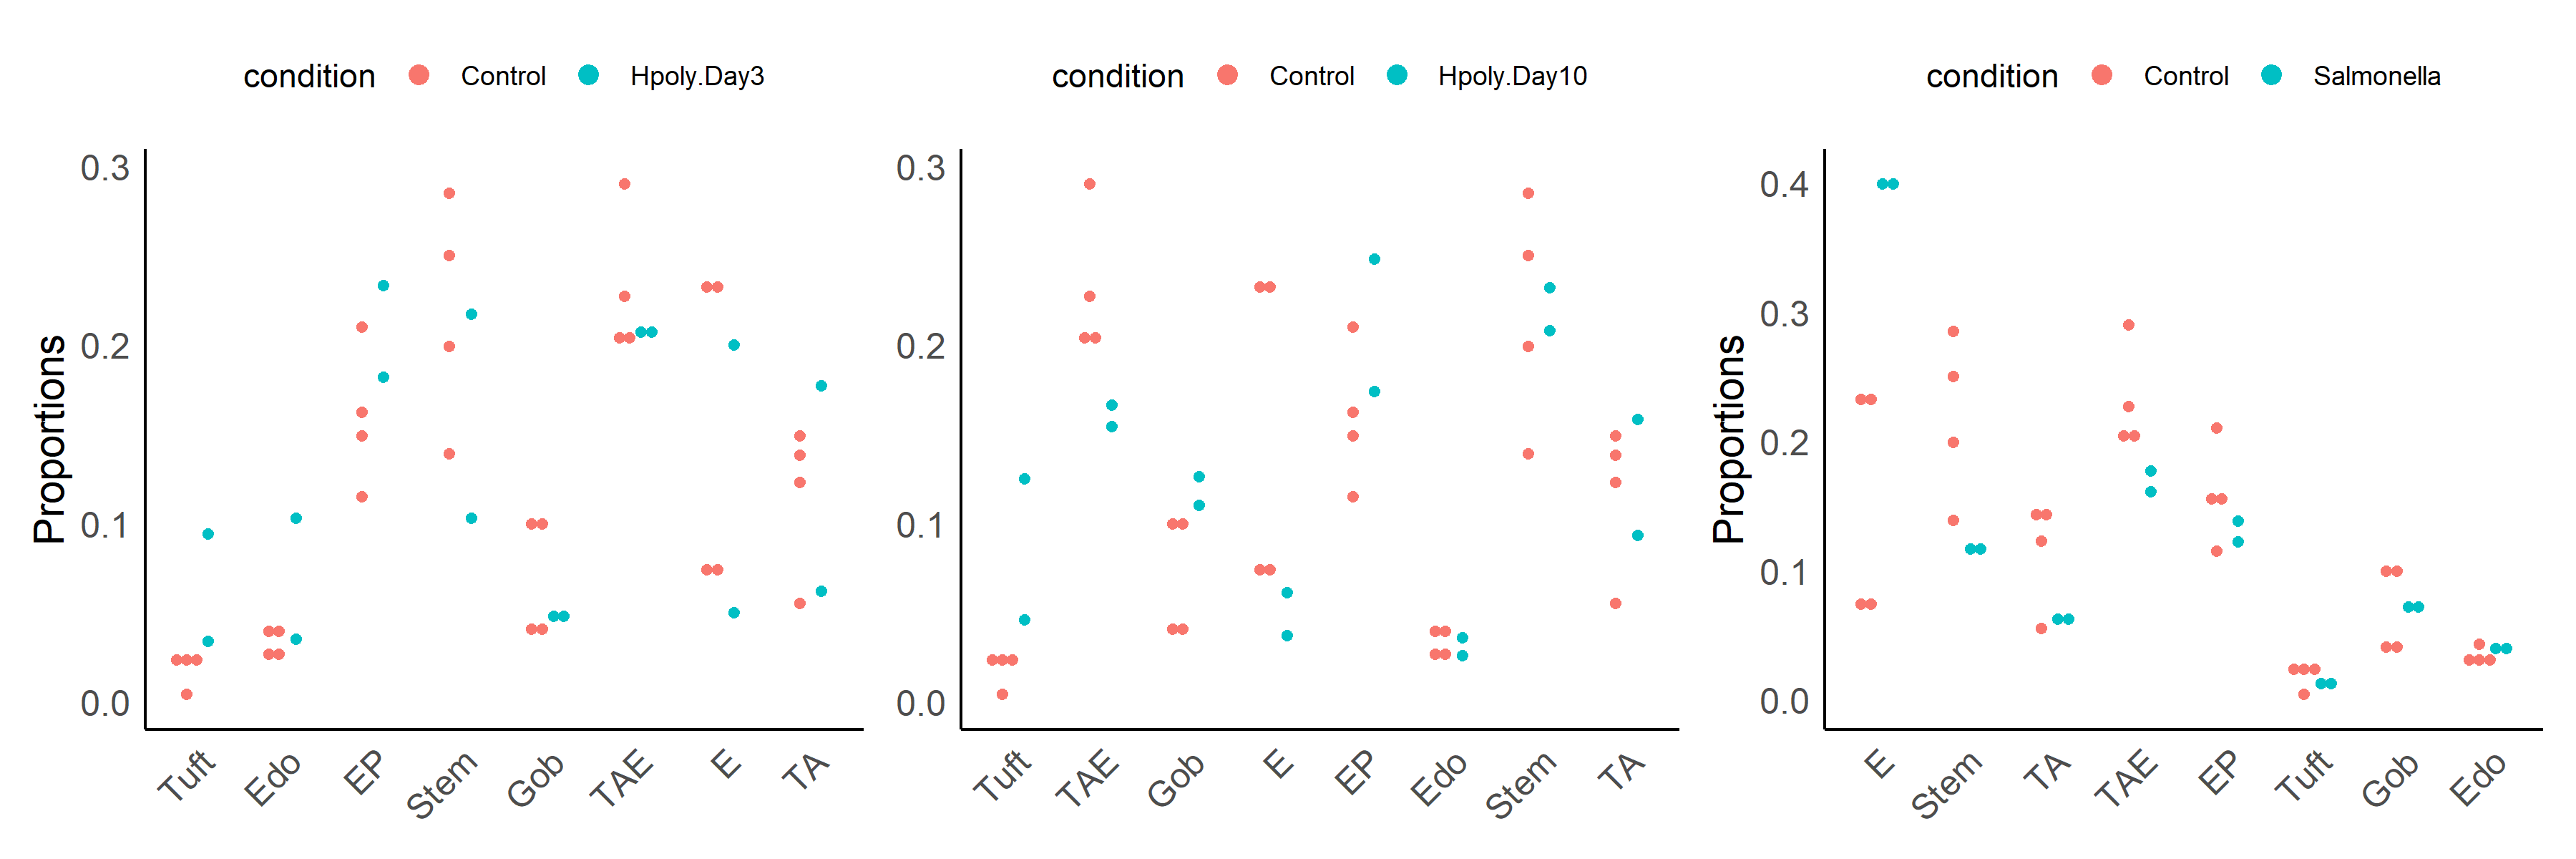 condition Control Hpoly.Day3
Proportions
0.3
0.2
0.1
0.0
Tuft Edo EP Stem Gob TAE E TA
condition Control Hpoly.Day10
0.3
0.2
0.1
0.0
Tuft TAE Gob E EP Edo Stem TA
condition Control Salmonella
Proportions
0.4
0.3
0.2
0.1
0.0
E Stem TA TAE EP Tuft Gob Edo